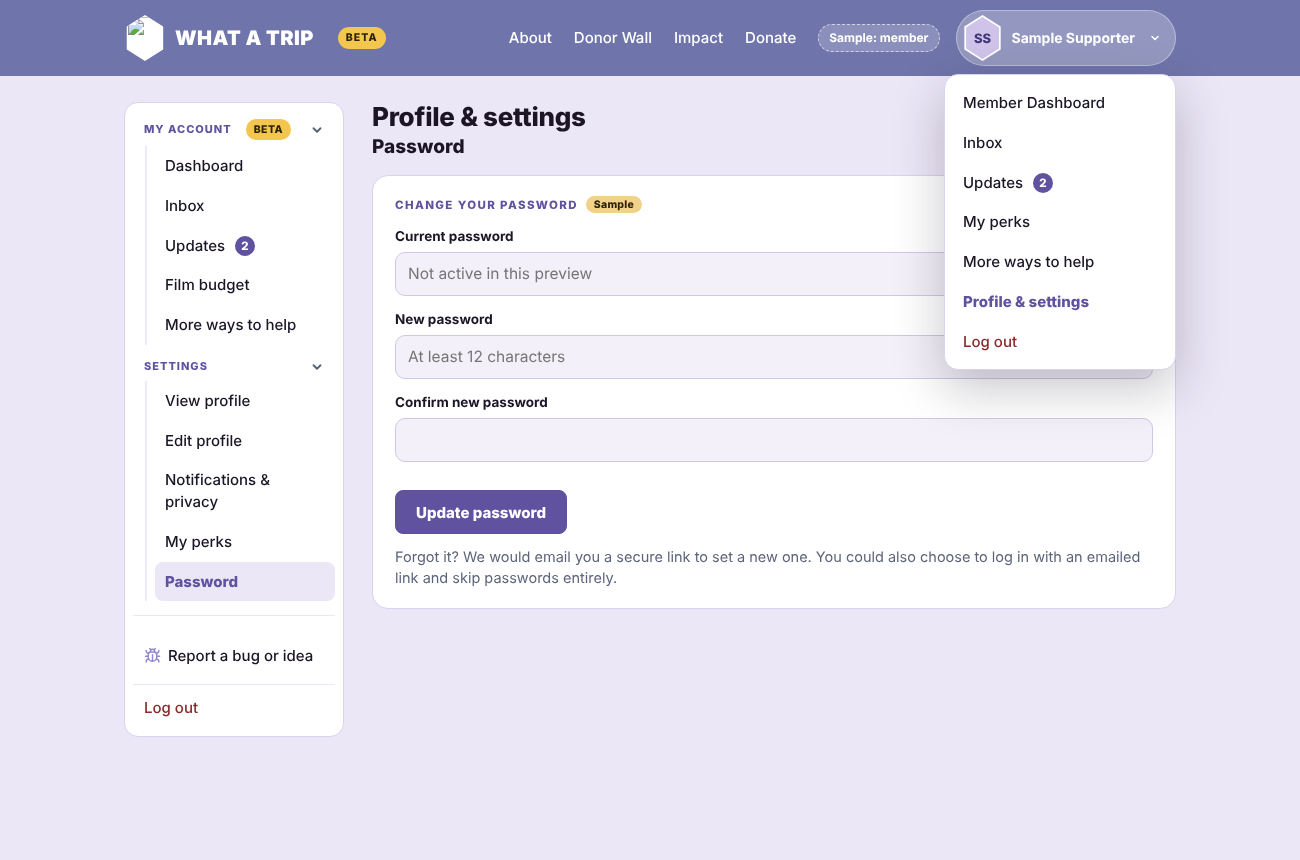 WHAT A TRIP
BETA
About
Donor Wall
Impact
Donate
Sample: member
SS
Sample Supporter
Member Dashboard
Inbox
Updates 2
My perks
More ways to help
Profile & settings
Log out
MY ACCOUNT BETA
Dashboard
Inbox
Updates 2
Film budget
More ways to help
SETTINGS
View profile
Edit profile
Notifications &
privacy
My perks
Password
Report a bug or idea
Log out
Profile & settings
Password
CHANGE YOUR PASSWORD Sample
Current password
Not active in this preview
New password
At least 12 characters
Confirm new password
Update password
Forgot it? We would email you a secure link to set a new one. You could also choose to log in with an emailed
link and skip passwords entirely.